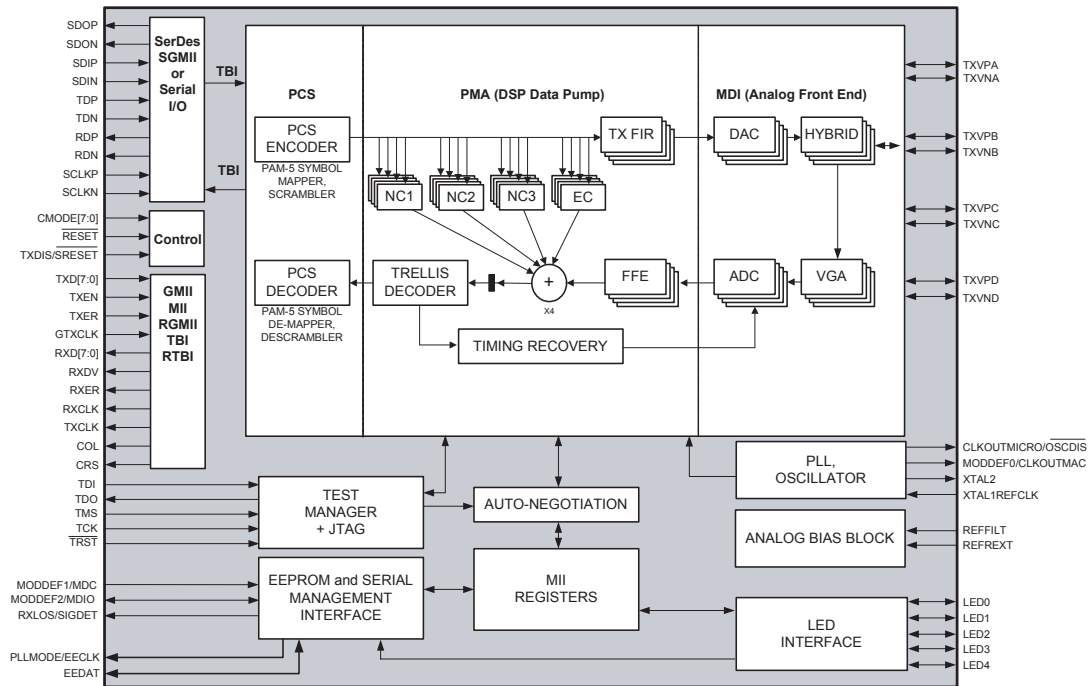 SDOP
SDON
SDIP
SDIN
TDP
TDN
RDP
RDN
SCLKP
SCLKN
CMODE[7:0]
RESET
TXDIS/SRESET
TXD[7:0]
TXEN
TXER
GTXCLK
RXD[7:0]
RXDV
RXER
RXCLK
TXCLK
COL
CRS
TDI
TDO
TMS
TCK
TRST
MODDEF1/MDC
MODDEF2/MDIO
RXLOS/SIGDET
PLLMODE/EECLK
EEDAT
SerDes
SGMII
or
Serial
I/O
TBI
TBI
Control
GMII
MII
RGMII
TBI
RTBI
PCS
PMA (DSP Data Pump)
MDI (Analog Front End)
PCS
ENCODER
PAM-5 SYMBOL
MAPPER,
SCRAMBLER
TX FIR
DAC
HYBRID
NC1
NC2
NC3
EC
PCS
DECODER
PAM-5 SYMBOL
DE-MAPPER,
DESCRAMBLER
TRELLIS
DECODER
+
X4
FFE
ADC
VGA
TIMING RECOVERY
TEST
MANAGER
+ JTAG
AUTO-NEGOTIATION
PLL,
OSCILLATOR
ANALOG BIAS BLOCK
EEPROM and SERIAL
MANAGEMENT
INTERFACE
MII
REGISTERS
LED
INTERFACE
TXVPA
TXVNA
TXVPB
TXVNB
TXVPC
TXVNC
TXVPD
TXVND
CLKOUTMICRO/OSCDIS
MODDEF0/CLKOUTMAC
XTAL2
XTAL1REFCLK
REFFILT
REFREXT
LED0
LED1
LED2
LED3
LED4